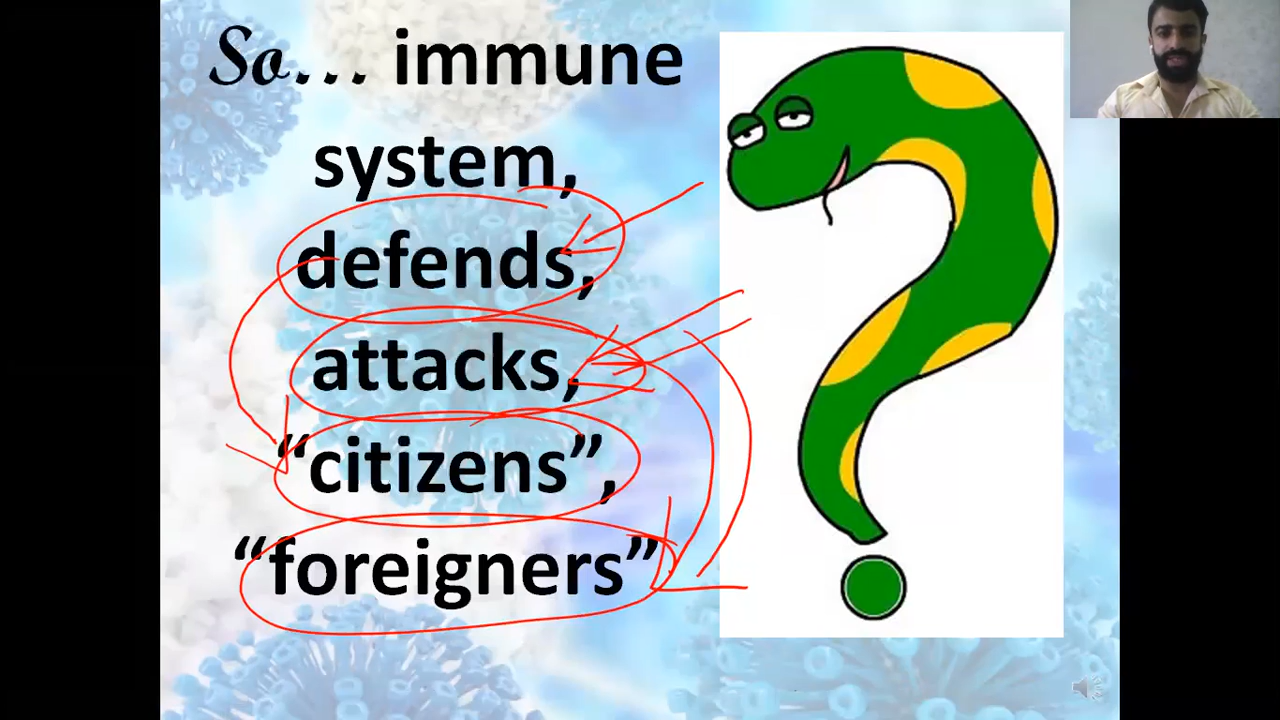 So... immune
system,
defends,
attacks,
“citizens”,
“foreigners”